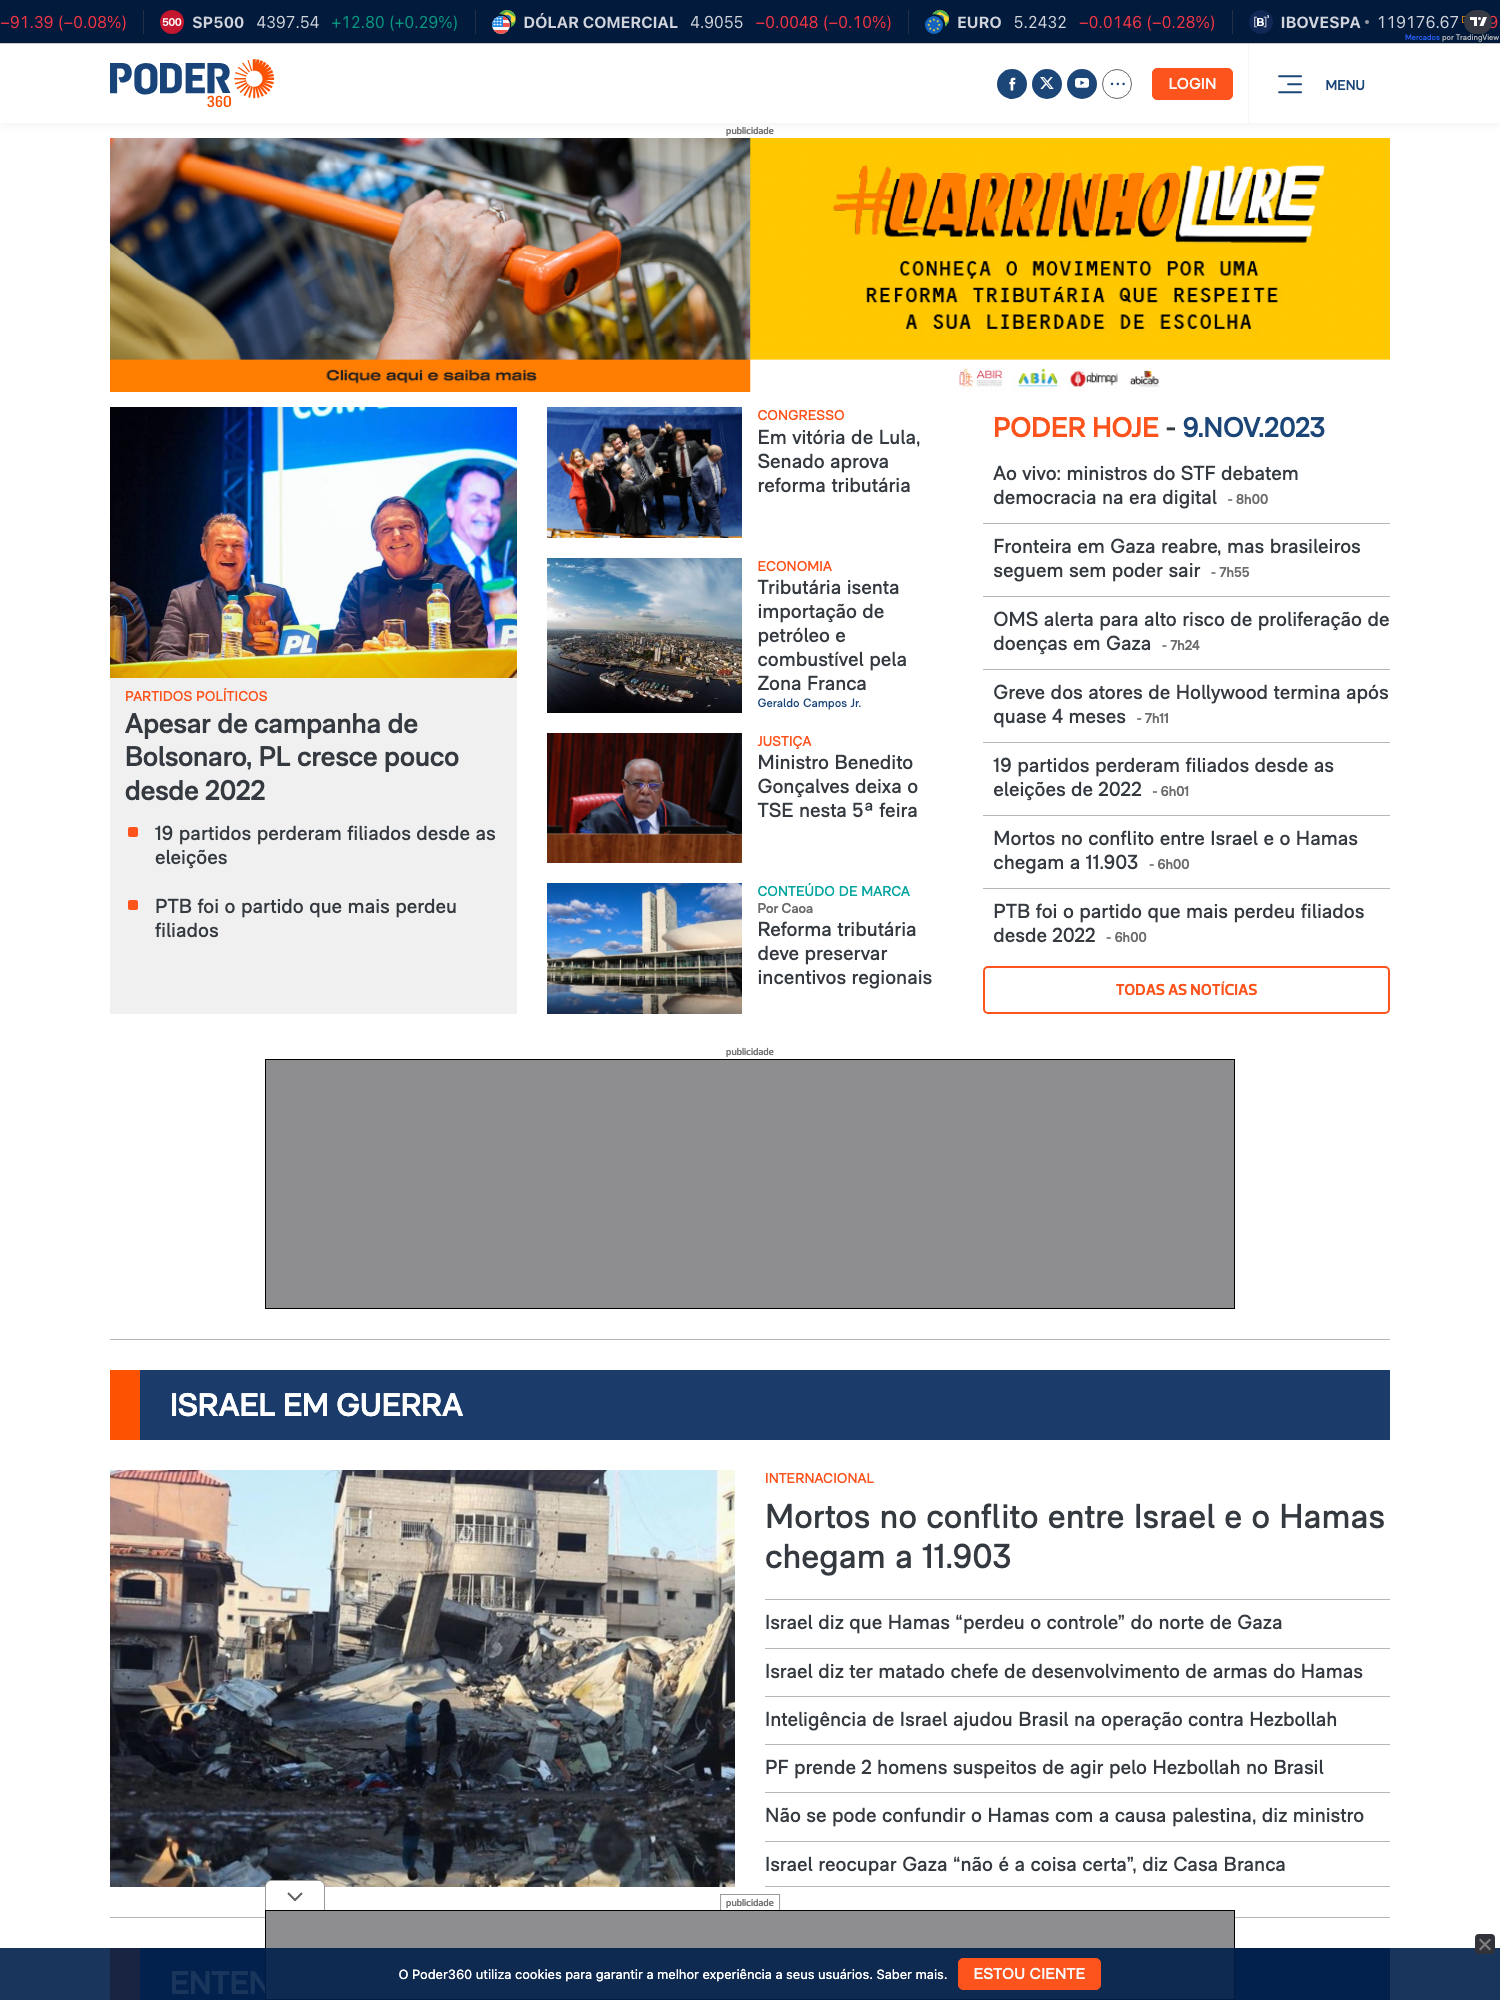 −91.39 (−0.08%)
500 SP500 4397.54 +12.80 (+0.29%)
DÓLAR COMERCIAL 4.9055 −0.0048 (−0.10%)
EURO 5.2432 −0.0146 (−0.28%)
IBOVESPA 119176.67
Mercados por TradingView
PODER
360
LOGIN
MENU
publicidade
#CARRINHOLIVRE
CONHEÇA O MOVIMENTO POR UMA
REFORMA TRIBUTÁRIA QUE RESPEITE
A SUA LIBERDADE DE ESCOLHA
Clique aqui e saiba mais
ABIR ABIA abimapi abicab
PL
PARTIDOS POLÍTICOS
Apesar de campanha de
Bolsonaro, PL cresce pouco
desde 2022
19 partidos perderam filiados desde as
eleições
PTB foi o partido que mais perdeu
filiados
CONGRESSO
Em vitória de Lula,
Senado aprova
reforma tributária
ECONOMIA
Tributária isenta
importação de
petróleo e
combustível pela
Zona Franca
Geraldo Campos Jr.
JUSTIÇA
Ministro Benedito
Gonçalves deixa o
TSE nesta 5ª feira
CONTEÚDO DE MARCA
Por Caoa
Reforma tributária
deve preservar
incentivos regionais
PODER HOJE - 9.NOV.2023
Ao vivo: ministros do STF debatem
democracia na era digital - 8h00
Fronteira em Gaza reabre, mas brasileiros
seguem sem poder sair - 7h55
OMS alerta para alto risco de proliferação de
doenças em Gaza - 7h24
Greve dos atores de Hollywood termina após
quase 4 meses - 7h11
19 partidos perderam filiados desde as
eleições de 2022 - 6h01
Mortos no conflito entre Israel e o Hamas
chegam a 11.903 - 6h00
PTB foi o partido que mais perdeu filiados
desde 2022 - 6h00
TODAS AS NOTÍCIAS
publicidade
ISRAEL EM GUERRA
INTERNACIONAL
Mortos no conflito entre Israel e o Hamas
chegam a 11.903
Israel diz que Hamas “perdeu o controle” do norte de Gaza
Israel diz ter matado chefe de desenvolvimento de armas do Hamas
Inteligência de Israel ajudou Brasil na operação contra Hezbollah
PF prende 2 homens suspeitos de agir pelo Hezbollah no Brasil
Não se pode confundir o Hamas com a causa palestina, diz ministro
Israel reocupar Gaza “não é a coisa certa”, diz Casa Branca
publicidade
ENTEN
O Poder360 utiliza cookies para garantir a melhor experiência a seus usuários. Saber mais.
ESTOU CIENTE